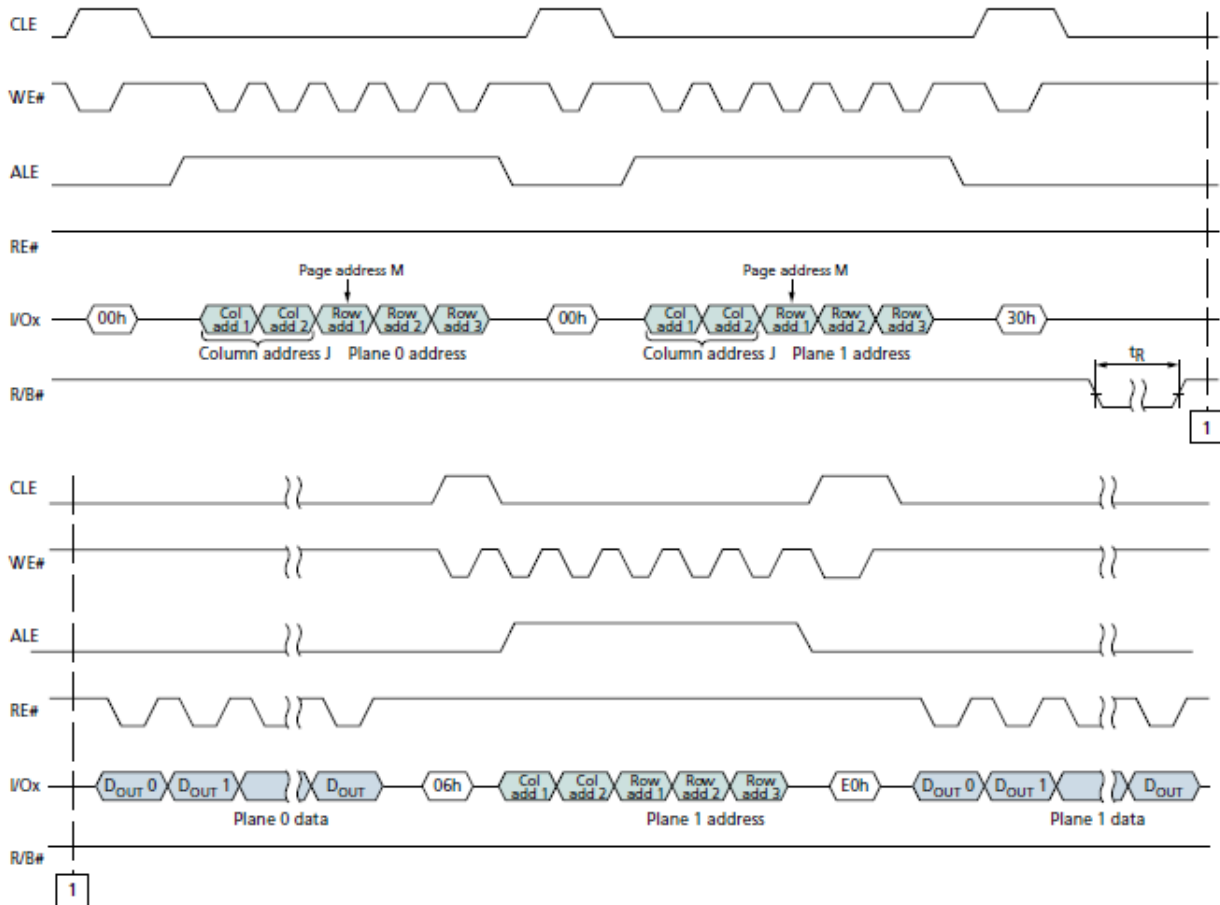 CLE
WE#
ALE
RE#
Page address M Page address M
I/Ox 00h Col add 1 Col add 2 Row add 1 Row add 2 Row add 3 00h Col add 1 Col add 2 Row add 1 Row add 2 Row add 3 30h
Column address J Plane 0 address Column address J Plane 1 address
tR
R/B#
1
CLE
WE#
ALE
RE#
I/Ox DOUT 0 DOUT 1 DOUT 06h Col add 1 Col add 2 Row add 1 Row add 2 Row add 3 E0h DOUT 0 DOUT 1 DOUT
Plane 0 data Plane 1 address Plane 1 data
R/B#
1